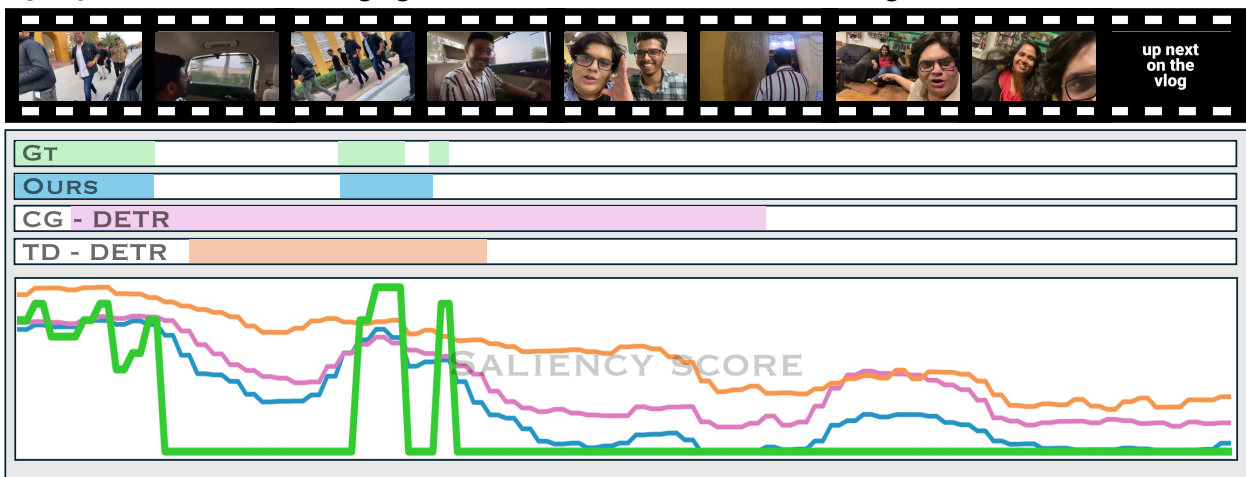 up next
on the
vlog
GT
OURS
CG - DETR
TD - DETR
SALIENCY SCORE